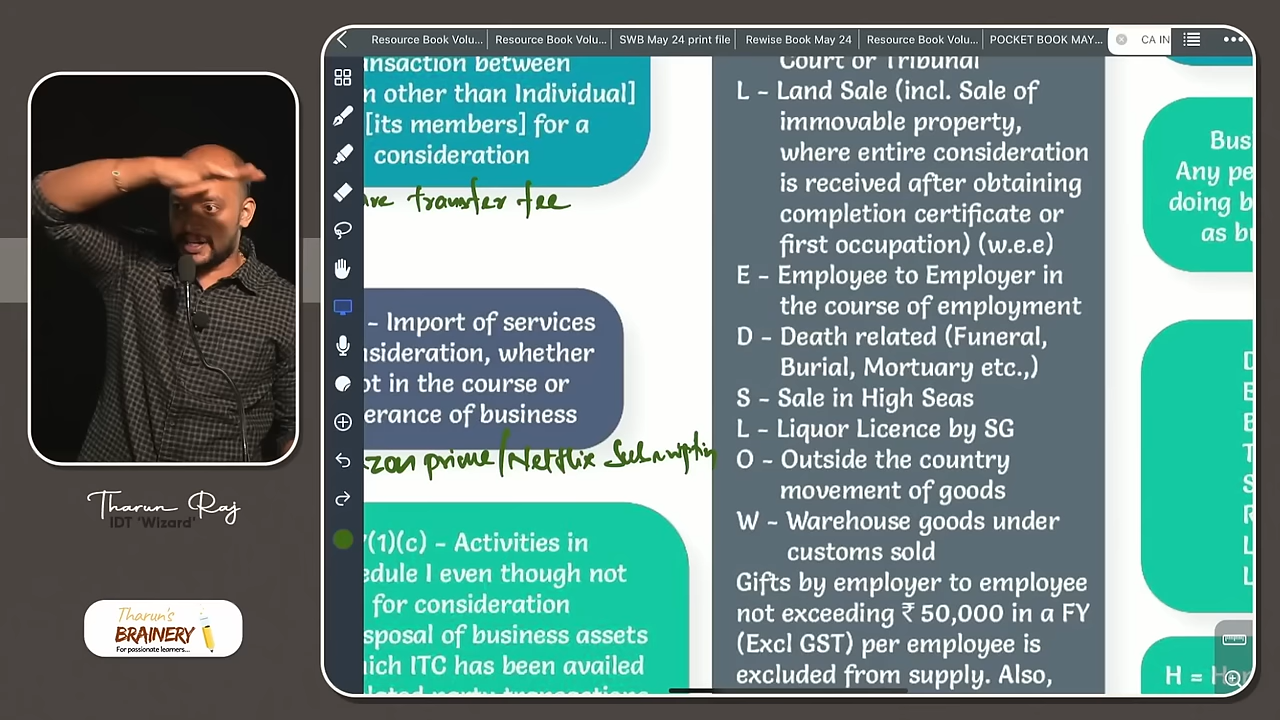 Resource Book Volu...
Resource Book Volu...
SWB May 24 print file
Rewise Book May 24
Resource Book Volu...
POCKET BOOK MAY...
CA IN
nsaction between
n other than Individual]
[its members] for a
consideration
transfer fee
- Import of services
nsideration, whether
ot in the course or
erance of business
zon prime/Netflix Subscription
7(1)(c) - Activities in
edule I even though not
for consideration
sposal of business assets
ich ITC has been availed
Court or Tribunal
L - Land Sale (incl. Sale of
immovable property,
where entire consideration
is received after obtaining
completion certificate or
first occupation) (w.e.e)
E - Employee to Employer in
the course of employment
D - Death related (Funeral,
Burial, Mortuary etc.,)
S - Sale in High Seas
L - Liquor Licence by SG
O - Outside the country
movement of goods
W - Warehouse goods under
customs sold
Gifts by employer to employee
not exceeding ₹ 50,000 in a FY
(Excl GST) per employee is
excluded from supply. Also,
Bus
Any pe
doing b
as b
H = H
Tharun Raj
IDT 'Wizard'
Tharun's
BRAINERY
For passionate learners...